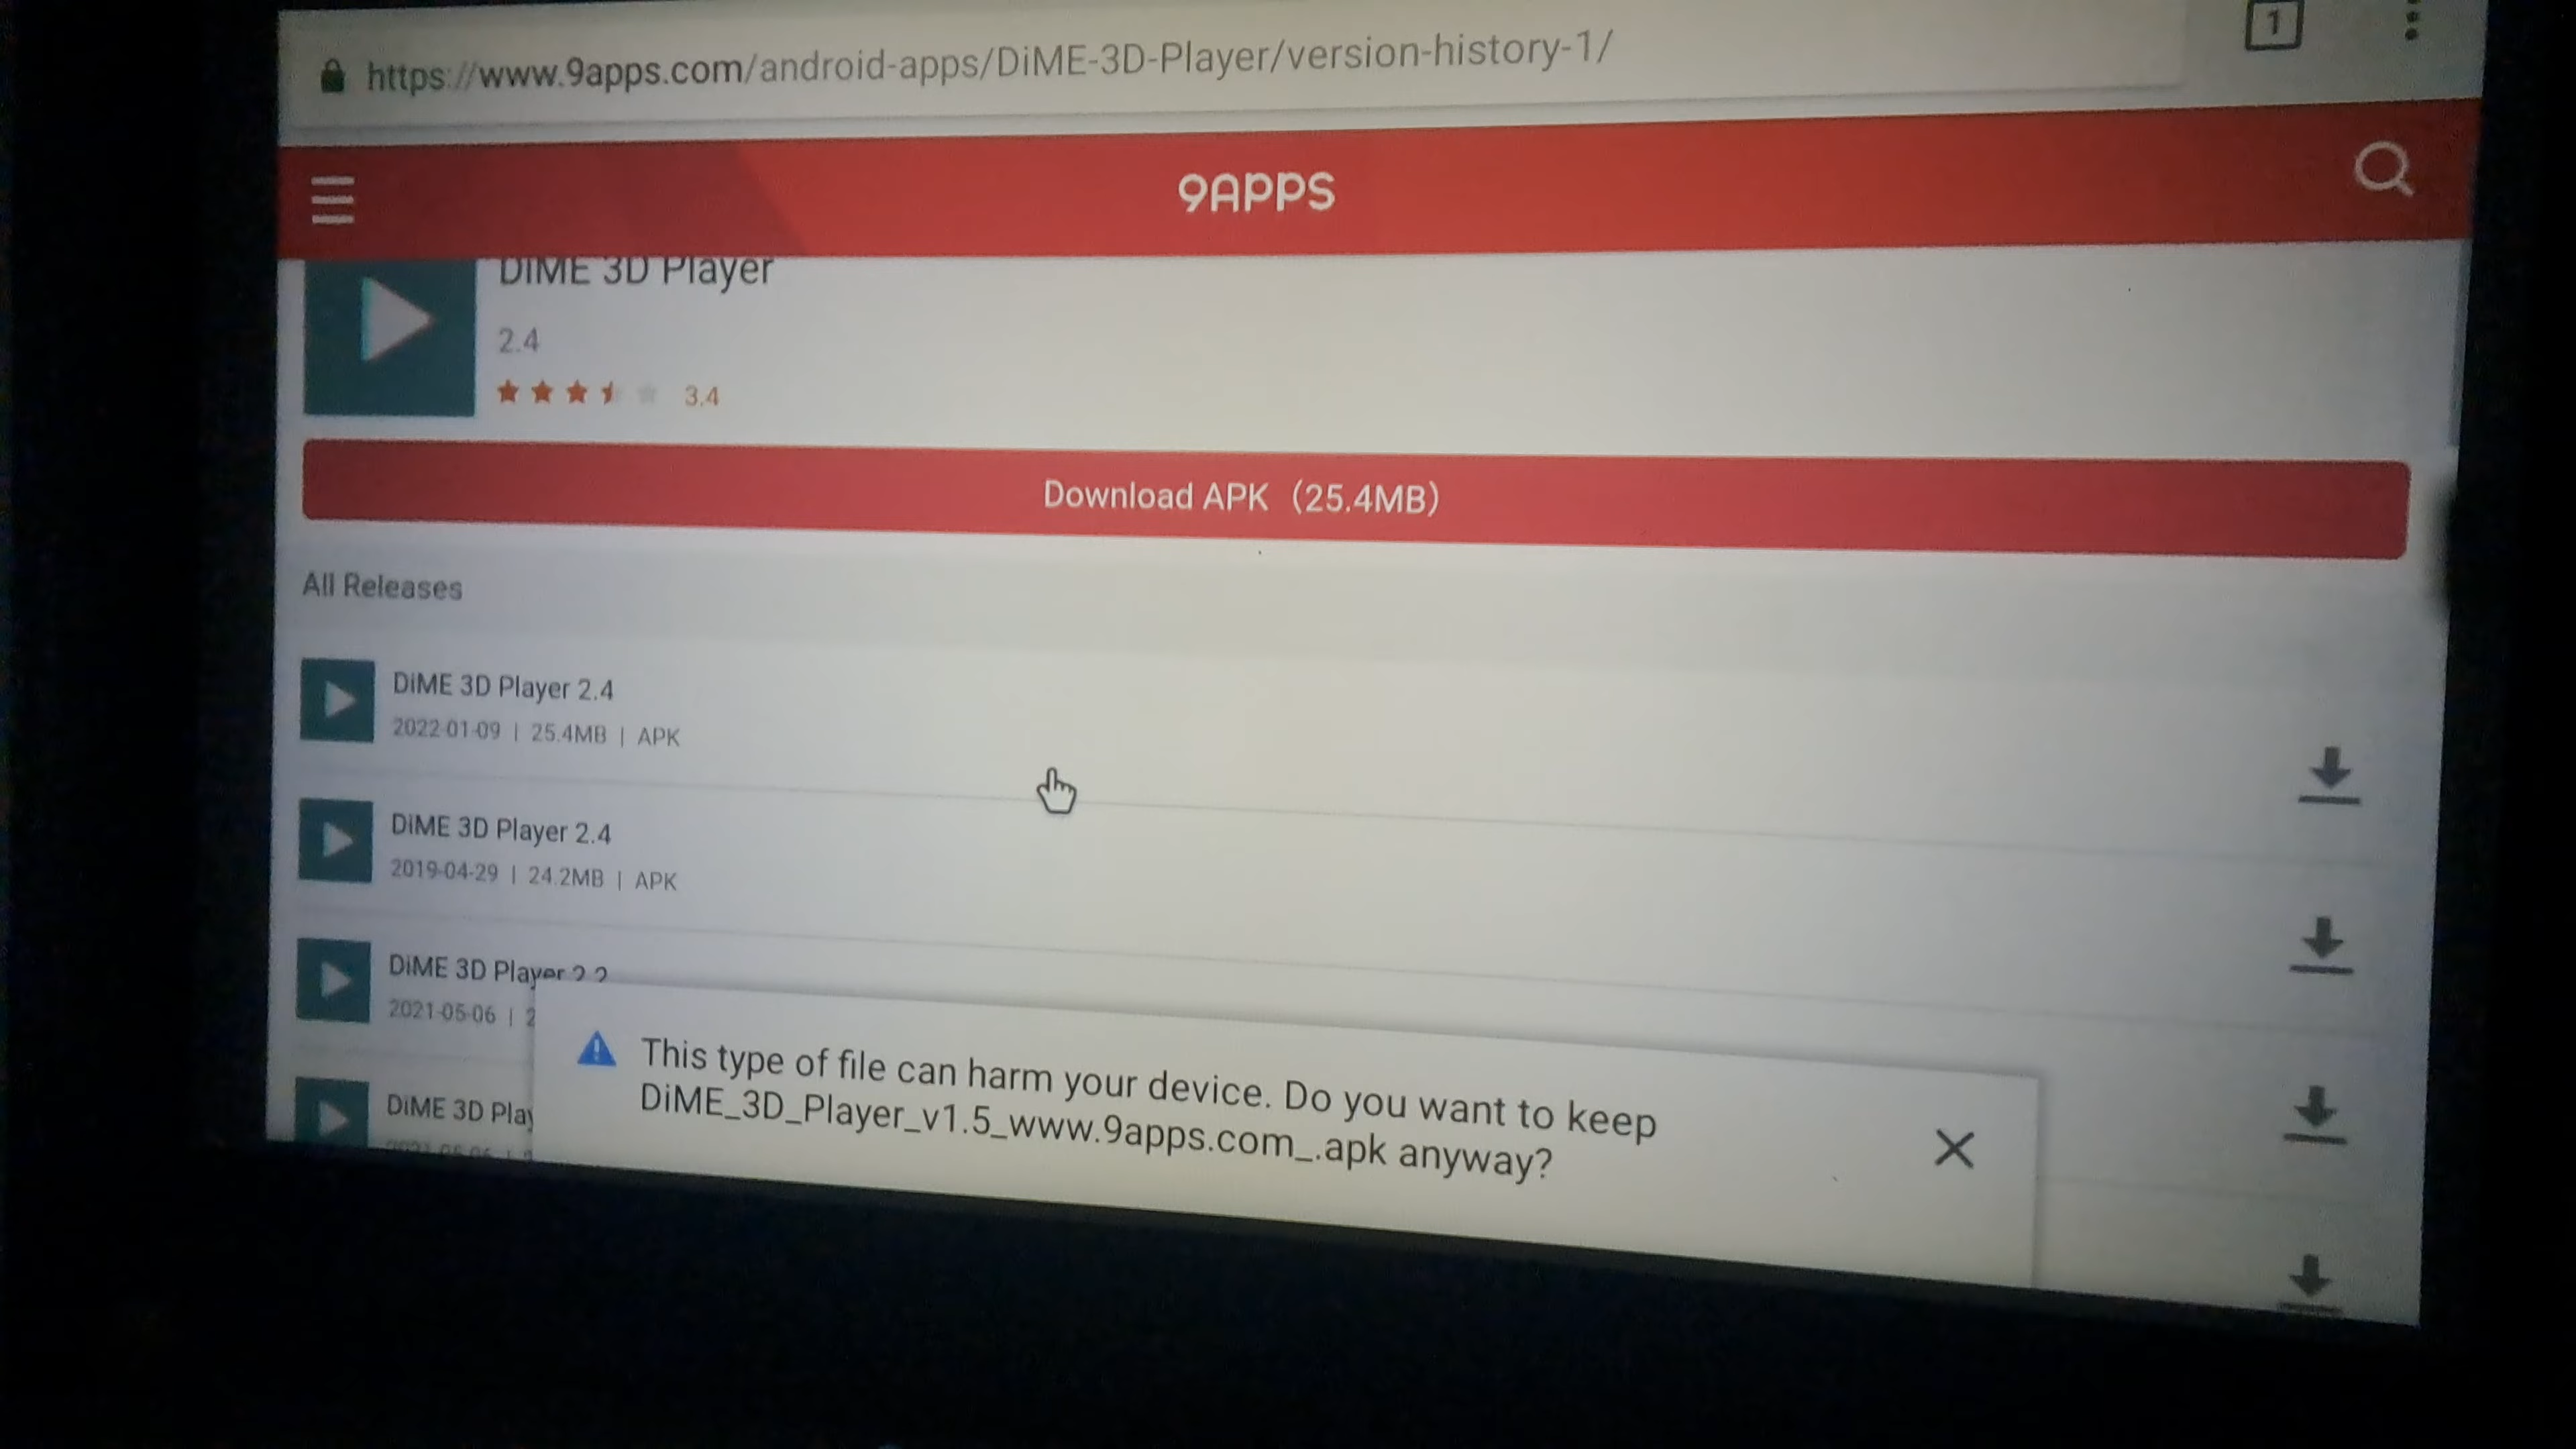 https://www.9apps.com/android-apps/DiME-3D-Player/version-history-1/
1
9APPS
DiME 3D Player
2.4
3.4
Download APK (25.4MB)
All Releases
DiME 3D Player 2.4
2022-01-09 | 25.4MB | APK
DiME 3D Player 2.4
2019-04-29 | 24.2MB | APK
DiME 3D Player 2.2
2021-05-06 | 2
DiME 3D Play
This type of file can harm your device. Do you want to keep
DiME_3D_Player_v1.5_www.9apps.com_.apk anyway?